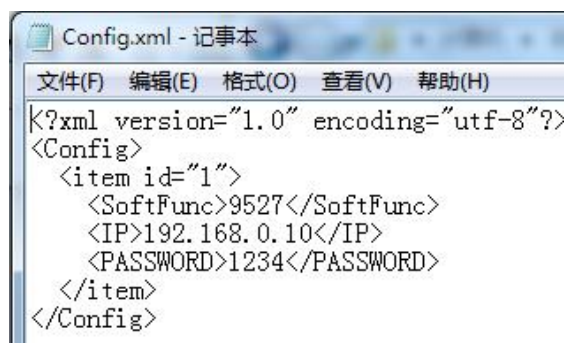 Config.xml - 记事本
文件(F) 编辑(E) 格式(O) 查看(V) 帮助(H)
<?xml version="1.0" encoding="utf-8"?>
<Config>
  <item id="1">
    <SoftFunc>9527</SoftFunc>
    <IP>192.168.0.10</IP>
    <PASSWORD>1234</PASSWORD>
  </item>
</Config>